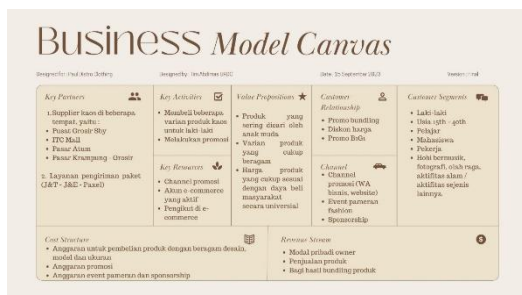 Business Model Canvas
Designed for:
Designed by:
Date: 15 September 2023
Key Partners
1.Supplier kaos di beberapa
tempat, yaitu :
• Pusat Grosir Sby
• ITC Mall
• Pasar Atum
• Pasar Krampung - Grosir
2. Layanan pengiriman paket
(J&T - J&E - Paxel)
Key Activities
• Membeli beberapa
varian produk kaos
untuk laki-laki
• Melakukan promosi
Key Resources
• Channel promosi
• Akun e-commerce
yang aktif
• Pengikut di e-
commerce
Value Propositions
• Produk yang
sering dicari oleh
anak muda
• Varian produk
yang cukup
beragam
• Harga produk
yang cukup sesuai
dengan daya beli
masyarakat
secara universal
Customer
Relationship
• Promo bundling
• Diskon harga
• Promo B1G1
Channel
• Channel
promosi (WA
bisnis, website)
• Event pameran
fashion
• Sponsorship
Customer Segments
• Laki-laki
• Usia 15th - 40th
• Pelajar
• Mahasiswa
• Pekerja
• Hobi bermusik,
fotografi, olah raga,
aktifitas alam /
aktifitas sejenis
lainnya.
Cost Structure
• Anggaran untuk pembelian produk dengan beragam desain,
model dan ukuran
• Anggaran promosi
• Anggaran event pameran dan sponsorship
Revenue Stream
• Modal pribadi owner
• Penjualan produk
• Bagi hasil bundling produk